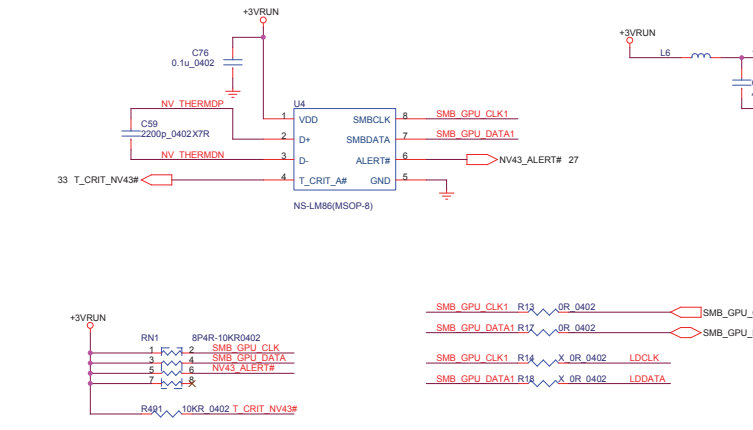 +3VRUN
+3VRUN
L6
C76
0.1u_0402
NV_THERMDP
U4
C59
2200p_0402X7R
1 VDD SMBCLK 8 SMB_GPU_CLK1
2 D+ SMBDATA 7 SMB_GPU_DATA1
NV_THERMDN
3 D- ALERT# 6 NV43_ALERT# 27
33 T_CRIT_NV43# 4 T_CRIT_A# GND 5
NS-LM86(MSOP-8)
+3VRUN
RN1 8P4R-10KR0402
1 2 SMB_GPU_CLK
3 4 SMB_GPU_DATA
5 6 NV43_ALERT#
7 8
R491 10KR_0402 T_CRIT_NV43#
SMB_GPU_CLK1 R13 0R_0402 SMB_GPU_
SMB_GPU_DATA1 R17 0R_0402 SMB_GPU_
SMB_GPU_CLK1 R14 X_0R_0402 LDCLK
SMB_GPU_DATA1 R18 X_0R_0402 LDDATA